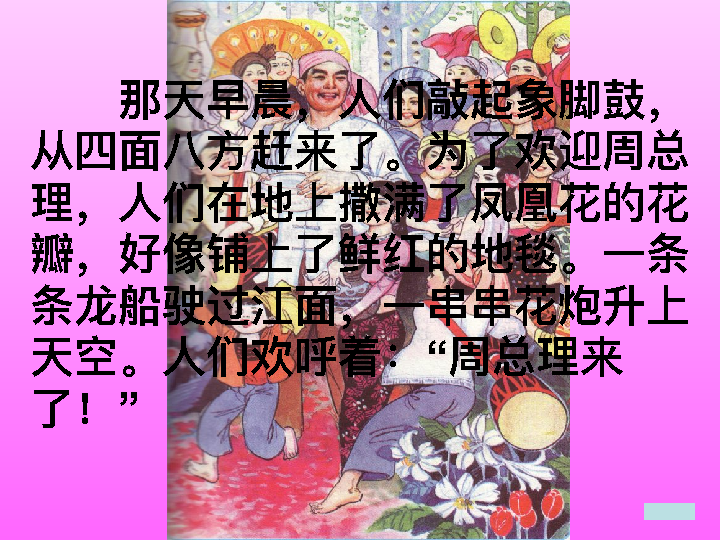 那天早晨，人们敲起象脚鼓，
从四面八方赶来了。为了欢迎周总
理，人们在地上撒满了凤凰花的花
瓣，好像铺上了鲜红的地毯。一条
条龙船驶过江面，一串串花炮升上
天空。人们欢呼着：“周总理来
了！”